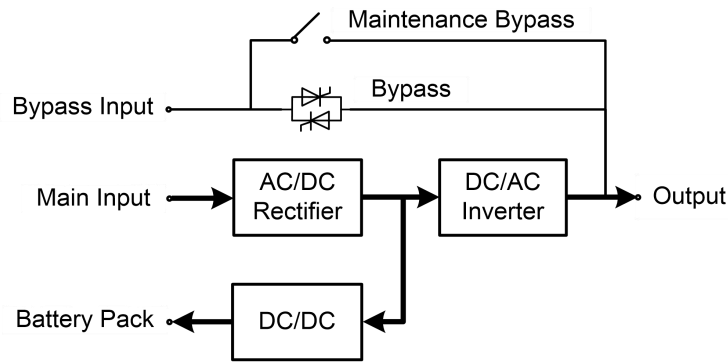 Maintenance Bypass
Bypass Input
Bypass
Main Input
AC/DC
Rectifier
DC/AC
Inverter
Output
Battery Pack
DC/DC